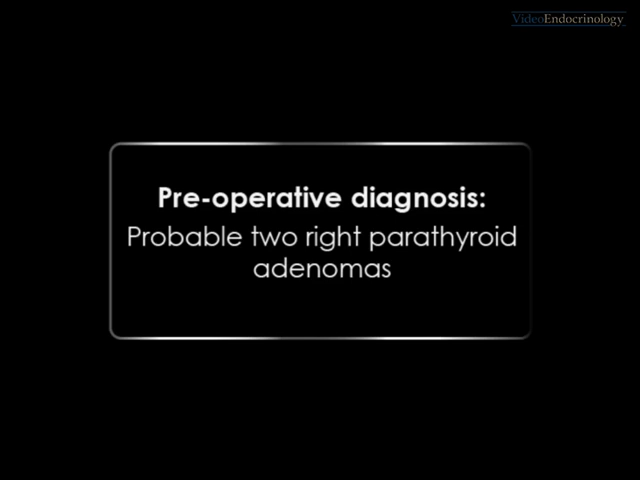 VideoEndocrinology
Pre-operative diagnosis:
Probable two right parathyroid
adenomas